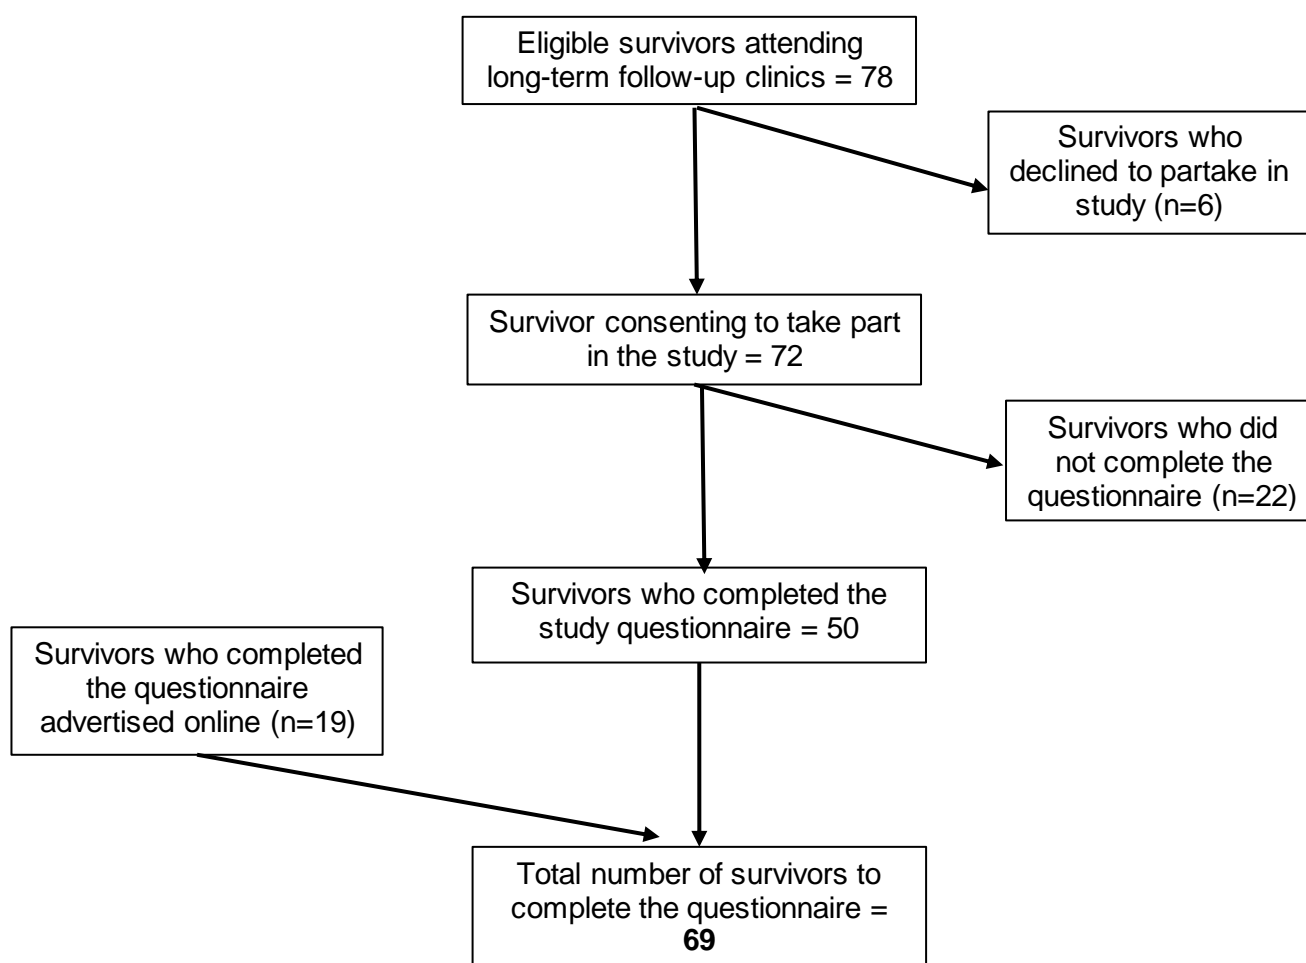 Eligible survivors attending
long-term follow-up clinics = 78
Survivors who
declined to partake in
study (n=6)
Survivor consenting to take part
in the study = 72
Survivors who did
not complete the
questionnaire (n=22)
Survivors who completed the
study questionnaire = 50
Survivors who completed
the questionnaire
advertised online (n=19)
Total number of survivors to
complete the questionnaire =
69